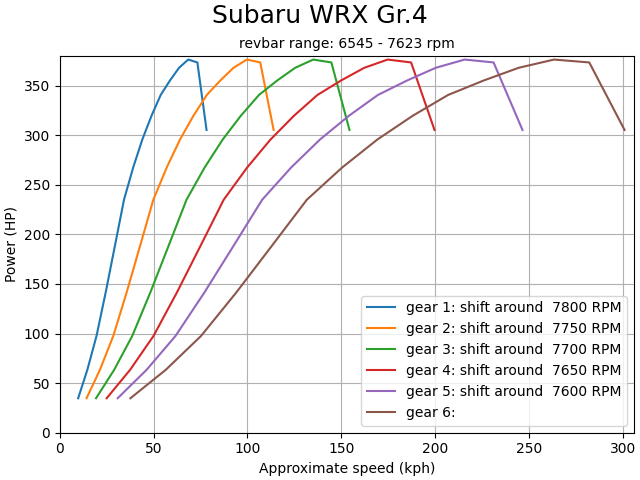 Subaru WRX Gr.4
revbar range: 6545 - 7623 rpm
Power (HP)
350
300
250
200
150
100
50
0
gear 1: shift around  7800 RPM
gear 2: shift around  7750 RPM
gear 3: shift around  7700 RPM
gear 4: shift around  7650 RPM
gear 5: shift around  7600 RPM
gear 6:
0 50 100 150 200 250 300
Approximate speed (kph)